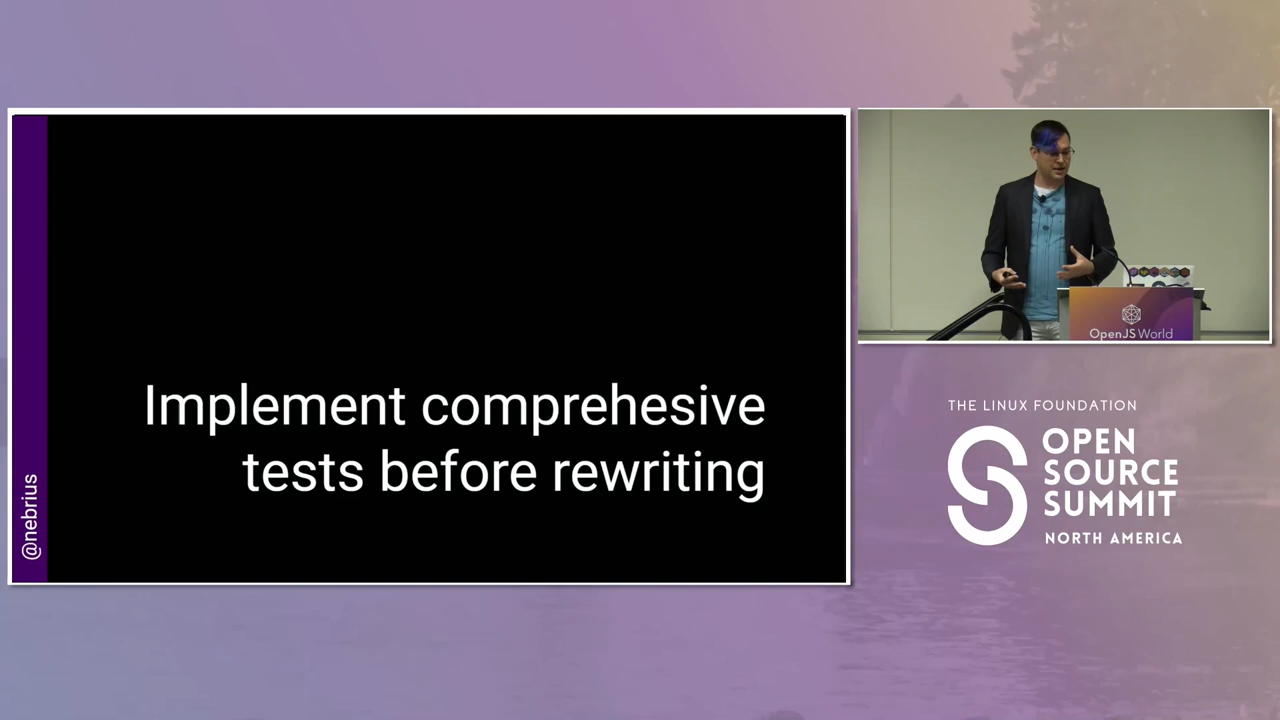 Implement comprehesive
tests before rewriting
@nebrius
OpenJS World
THE LINUX FOUNDATION
OPEN
SOURCE
SUMMIT
NORTH AMERICA